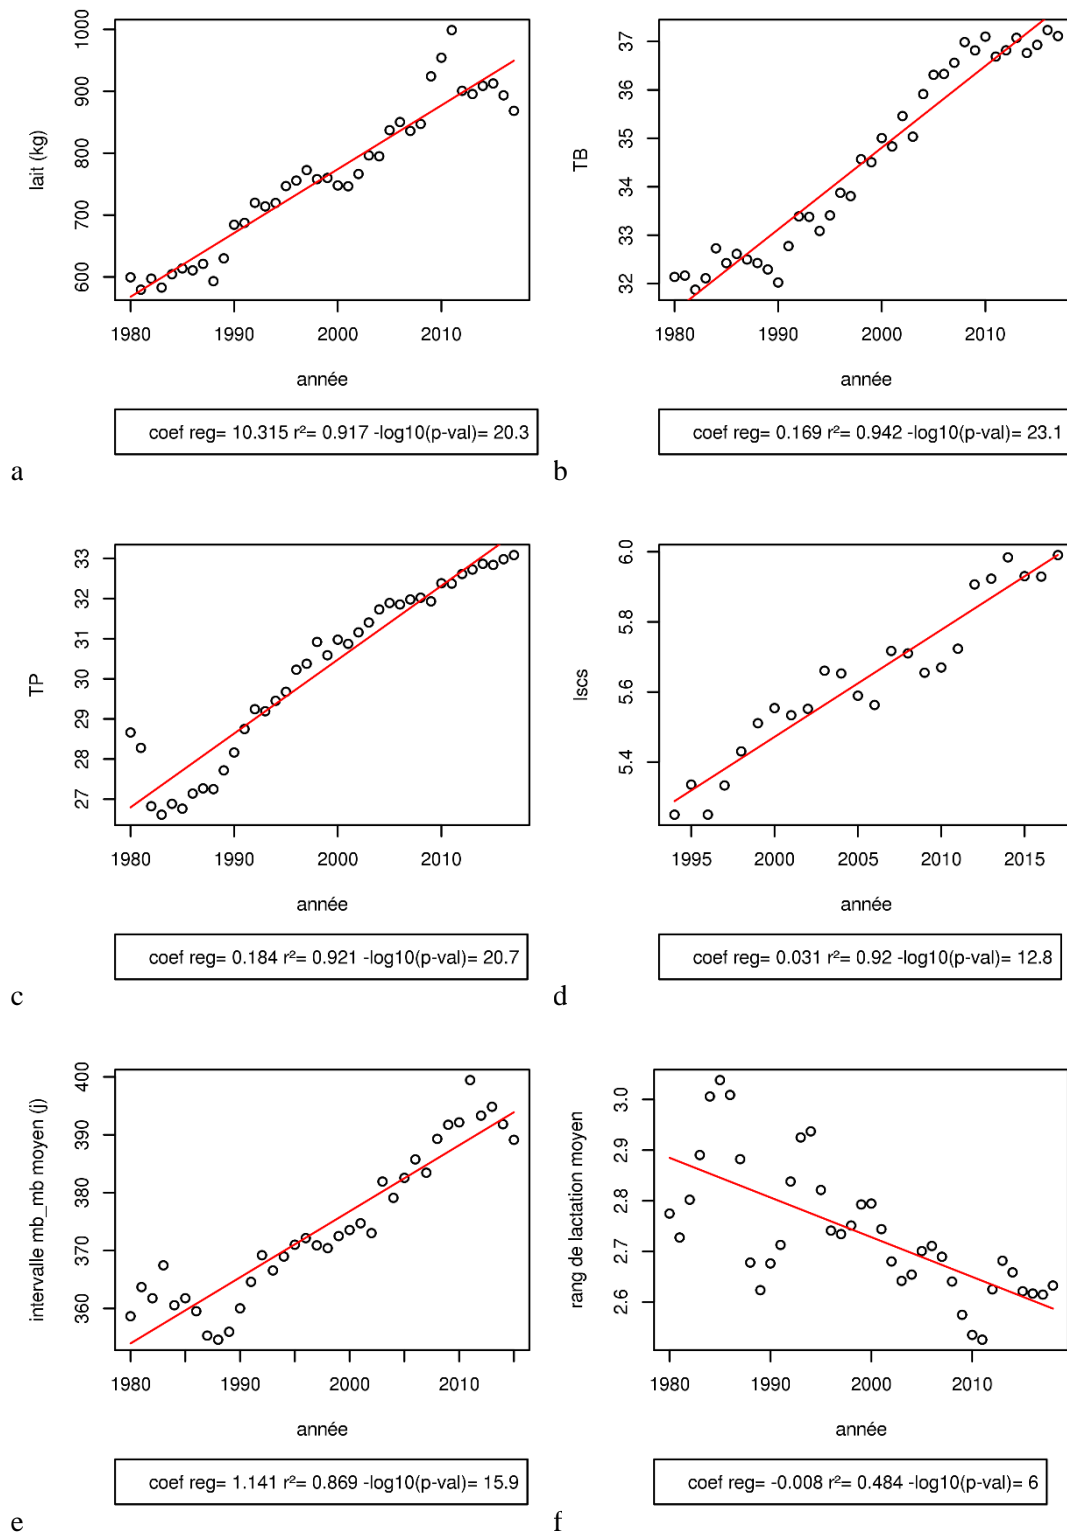 lait (kg)
600 700 800 900 1000
1980 1990 2000 2010
année
coef reg= 10.315 r²= 0.917 -log10(p-val)= 20.3
a
TB
32 33 34 35 36 37
1980 1990 2000 2010
année
coef reg= 0.169 r²= 0.942 -log10(p-val)= 23.1
b
TP
27 28 29 30 31 32 33
1980 1990 2000 2010
année
coef reg= 0.184 r²= 0.921 -log10(p-val)= 20.7
c
lscs
5.4 5.6 5.8 6.0
1995 2000 2005 2010 2015
année
coef reg= 0.031 r²= 0.92 -log10(p-val)= 12.8
d
intervalle mb_mb moyen (j)
360 370 380 390 400
1980 1990 2000 2010
année
coef reg= 1.141 r²= 0.869 -log10(p-val)= 15.9
e
rang de lactation moyen
2.6 2.7 2.8 2.9 3.0
1980 1990 2000 2010
année
coef reg= -0.008 r²= 0.484 -log10(p-val)= 6
f